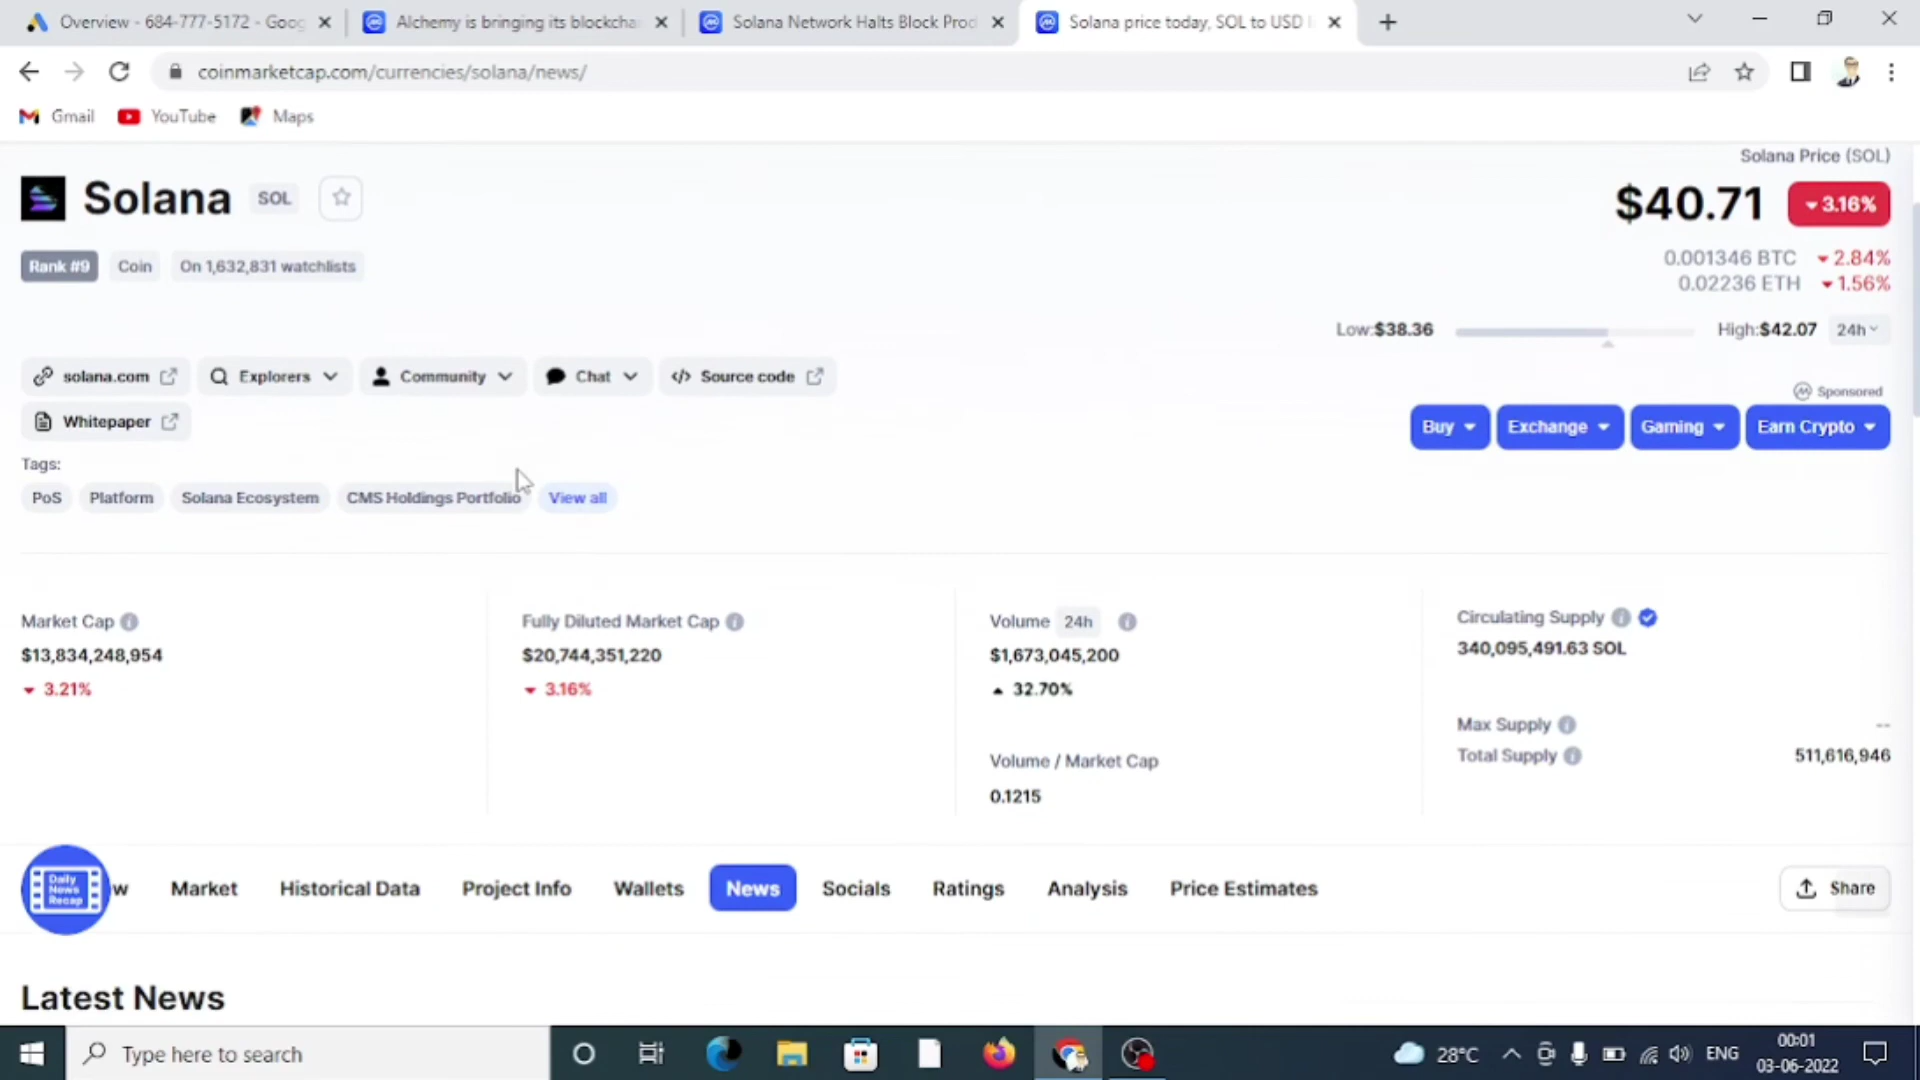 Overview - 684-777-5172 - Goog
Alchemy is bringing its blockchai
Solana Network Halts Block Prod
Solana price today, SOL to USD l
coinmarketcap.com/currencies/solana/news/
Gmail YouTube Maps
Solana Price (SOL)
Solana SOL
$40.71 3.16%
Rank #9 Coin On 1,632,831 watchlists
0.001346 BTC 2.84%
0.02236 ETH 1.56%
Low:$38.36 High:$42.07 24h
solana.com Explorers Community Chat Source code
Sponsored
Whitepaper
Buy Exchange Gaming Earn Crypto
Tags:
PoS Platform Solana Ecosystem CMS Holdings Portfolio View all
Market Cap
$13,834,248,954
3.21%
Fully Diluted Market Cap
$20,744,351,220
3.16%
Volume 24h
$1,673,045,200
32.70%
Volume / Market Cap
0.1215
Circulating Supply
340,095,491.63 SOL
Max Supply --
Total Supply 511,616,946
Daily
News
Recap
w Market Historical Data Project Info Wallets News Socials Ratings Analysis Price Estimates Share
Latest News
Type here to search
28°C ENG
00:01
03-06-2022